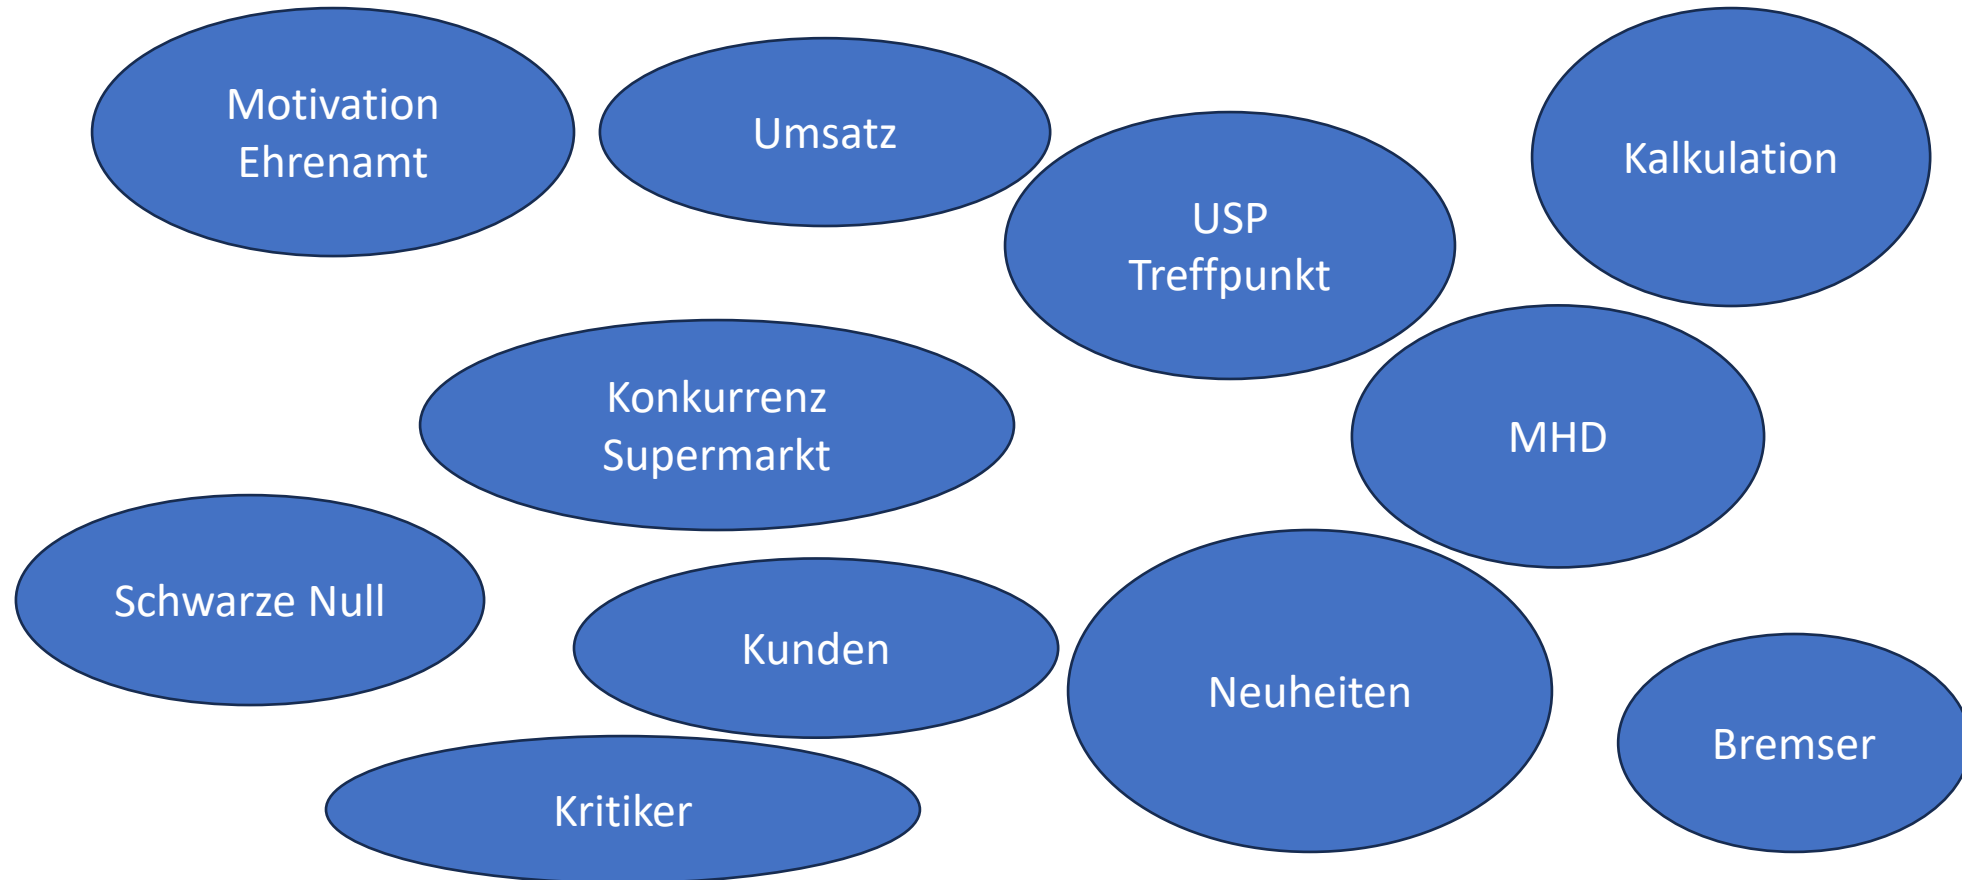 Motivation
Ehrenamt
Umsatz
Kalkulation
USP
Treffpunkt
Konkurrenz
Supermarkt
MHD
Schwarze Null
Kunden
Neuheiten
Bremser
Kritiker